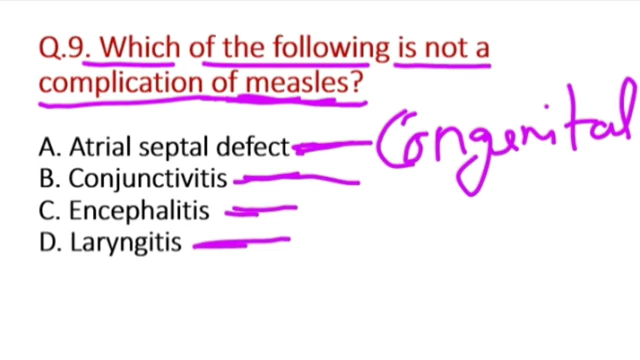 Q.9. Which of the following is not a
complication of measles?
A. Atrial septal defect
Congenital
B. Conjunctivitis
C. Encephalitis
D. Laryngitis